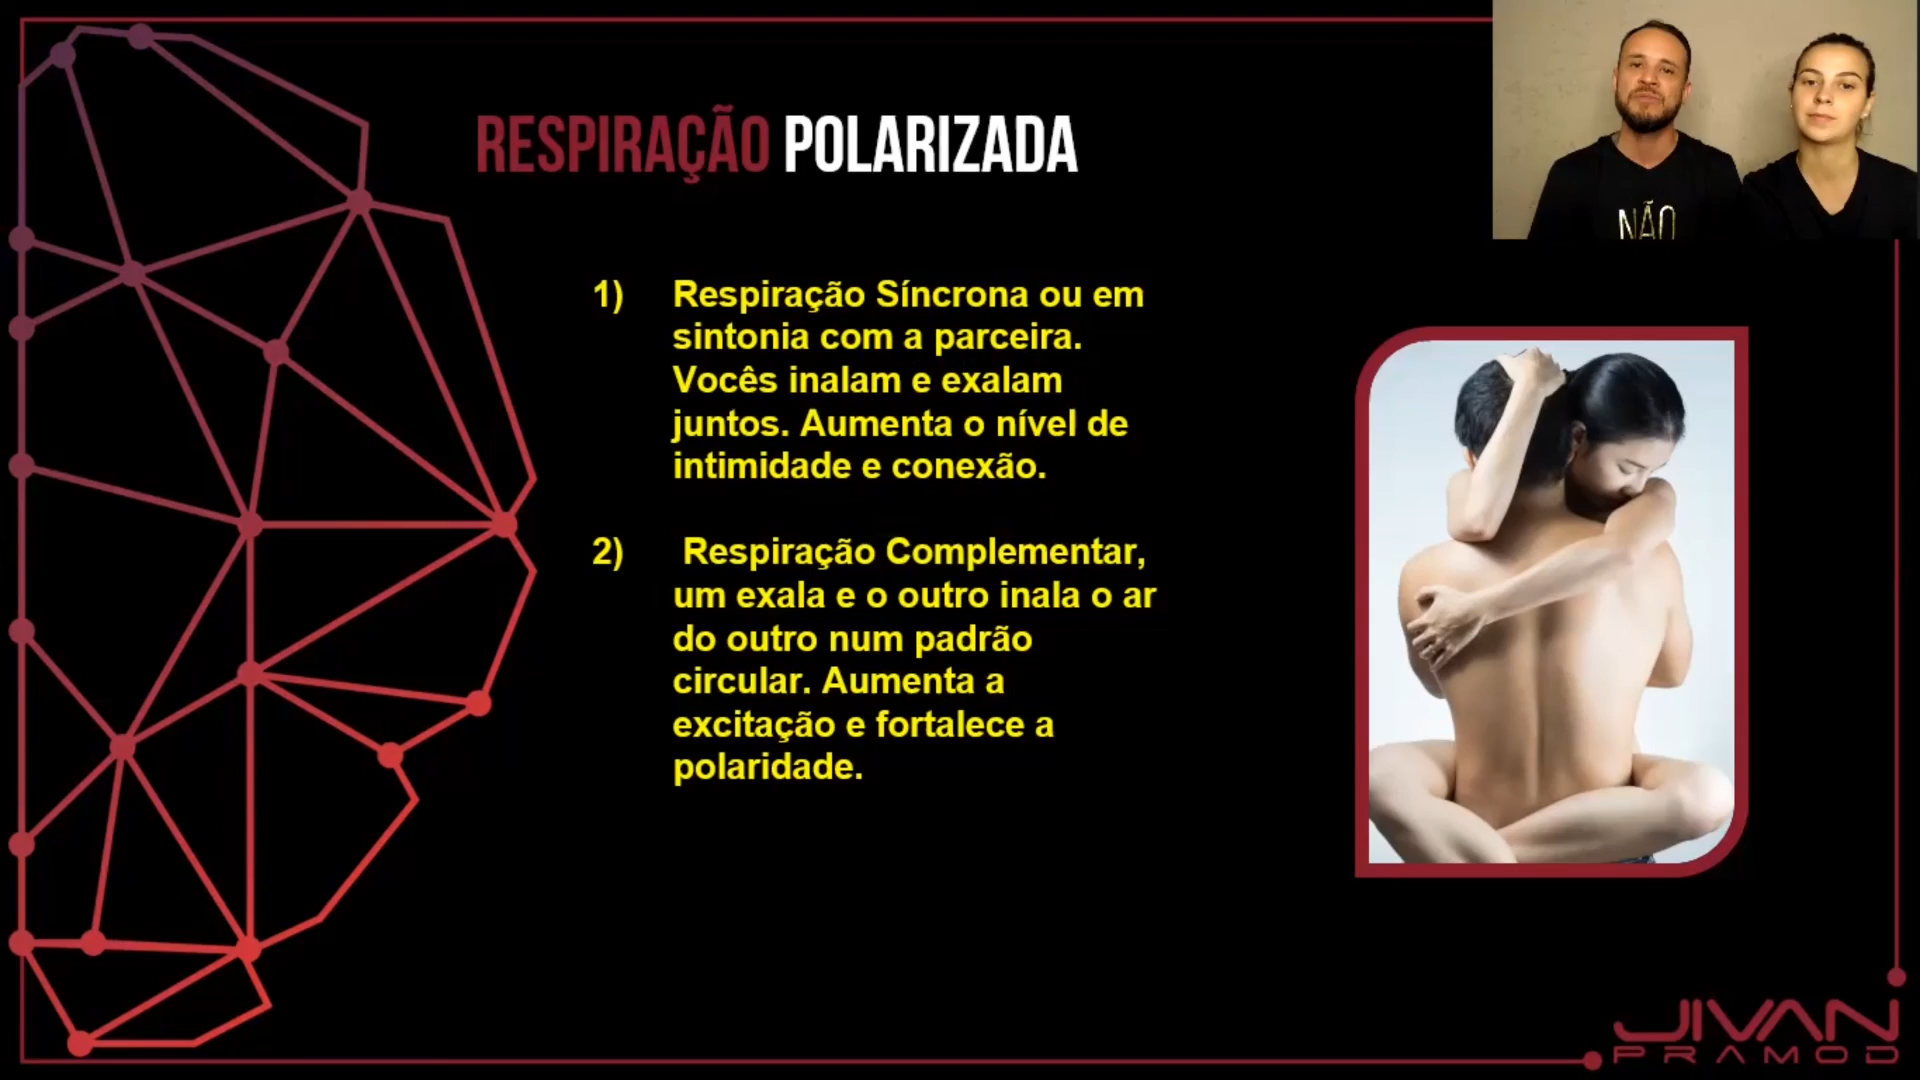 RESPIRAÇÃO POLARIZADA
NÃO
1) Respiração Síncrona ou em
sintonia com a parceira.
Vocês inalam e exalam
juntos. Aumenta o nível de
intimidade e conexão.
2) Respiração Complementar,
um exala e o outro inala o ar
do outro num padrão
circular. Aumenta a
excitação e fortalece a
polaridade.
JIVAN
PRAMOD